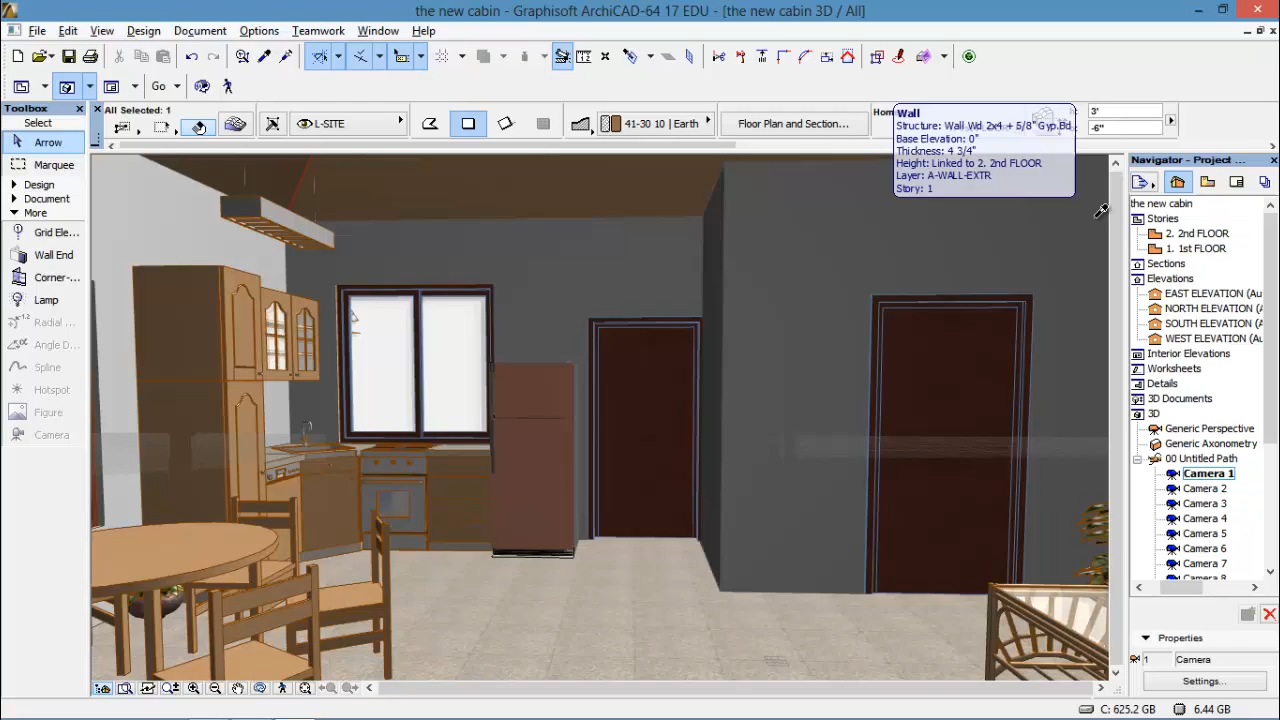 the new cabin - Graphisoft ArchiCAD-64 17 EDU - [the new cabin 3D / All]
File Edit View Design Document Options Teamwork Window Help
Go
Toolbox
Select
Arrow
Marquee
Design
Document
More
Grid Ele...
Wall End
Corner-...
Lamp
Radial ...
Angle D...
Spline
Hotspot
Figure
Camera
All Selected: 1
L-SITE
41-30 10 | Earth
Floor Plan and Section...
Hom
3'
-6"
Wall
Structure: Wall Wd 2x4 + 5/8" Gyp.Bd
Base Elevation: 0"
Thickness: 4 3/4"
Height: Linked to 2. 2nd FLOOR
Layer: A-WALL-EXTR
Story: 1
Navigator - Project ...
the new cabin
Stories
2. 2nd FLOOR
1. 1st FLOOR
Sections
Elevations
EAST ELEVATION (Au
NORTH ELEVATION (
SOUTH ELEVATION (
WEST ELEVATION (Au
Interior Elevations
Worksheets
Details
3D Documents
3D
Generic Perspective
Generic Axonometry
00 Untitled Path
Camera 1
Camera 2
Camera 3
Camera 4
Camera 5
Camera 6
Camera 7
Camera 8
Properties
1 Camera
Settings...
C: 625.2 GB 6.44 GB